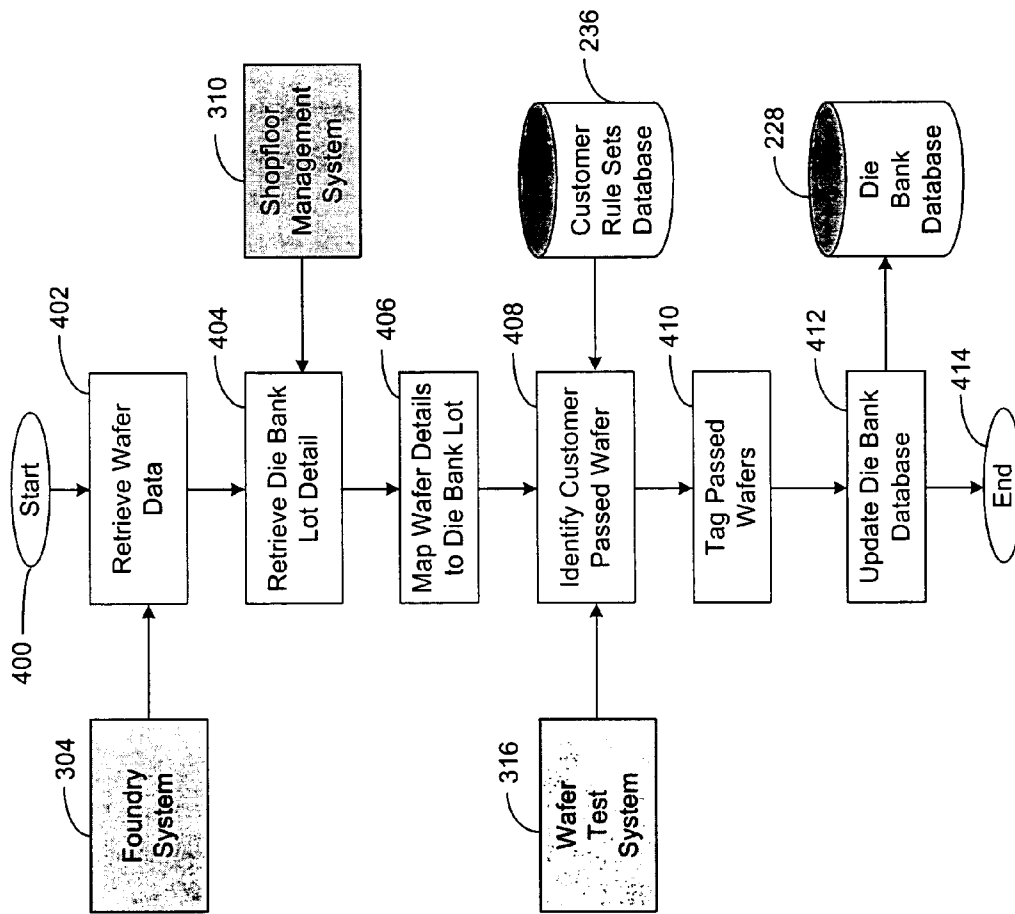 400
Start
304
Foundry
System
402
Retrieve Wafer
Data
404
Retrieve Die Bank
Lot Detail
310
Shopfloor
Management
System
406
Map Wafer Details
to Die Bank Lot
316
Wafer
Test
System
408
Identify Customer
Passed Wafer
236
Customer
Rule Sets
Database
410
Tag Passed
Wafers
412
Update Die Bank
Database
228
Die
Bank
Database
End
414